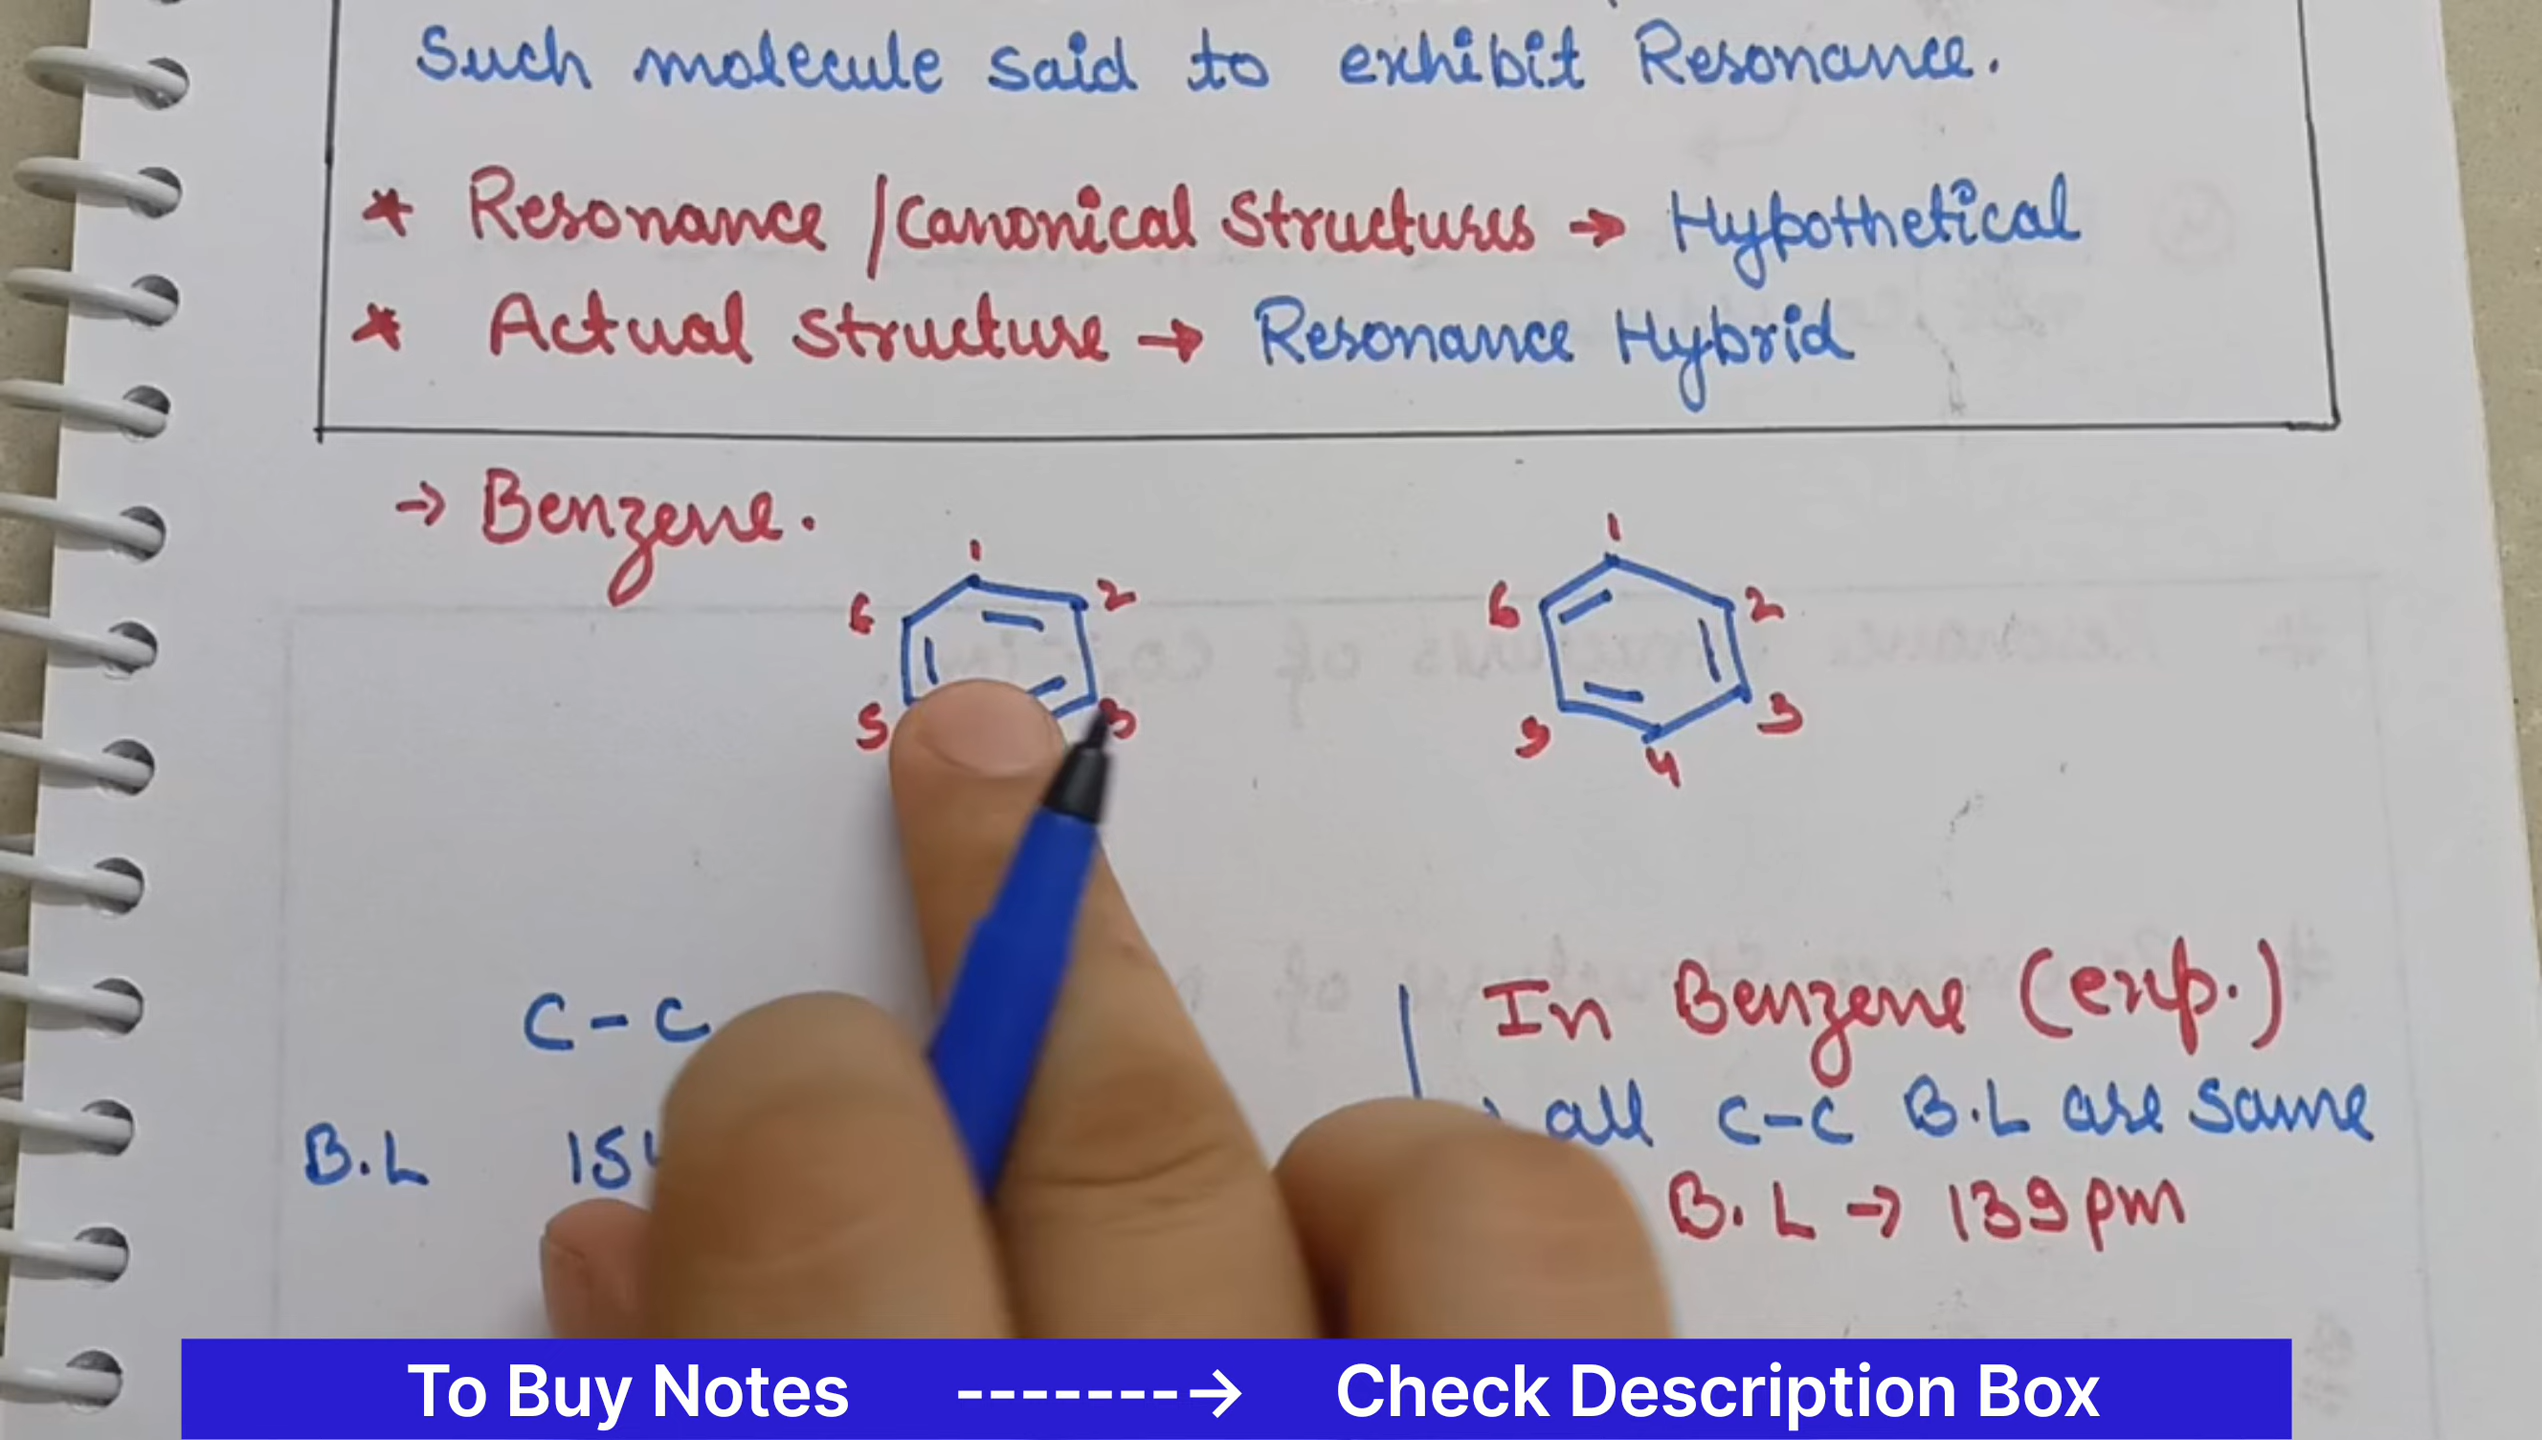 Such molecule said to exhibit Resonance.
* Resonance /Canonical Structures → Hypothetical
* Actual Structure → Resonance Hybrid
→ Benzene.
1
6 2
5 3
1
6 2
5 3
4
C-C
B.L 154
In Benzene (exp.)
all C-C B.L are same
B.L → 139pm
To Buy Notes -------→ Check Description Box